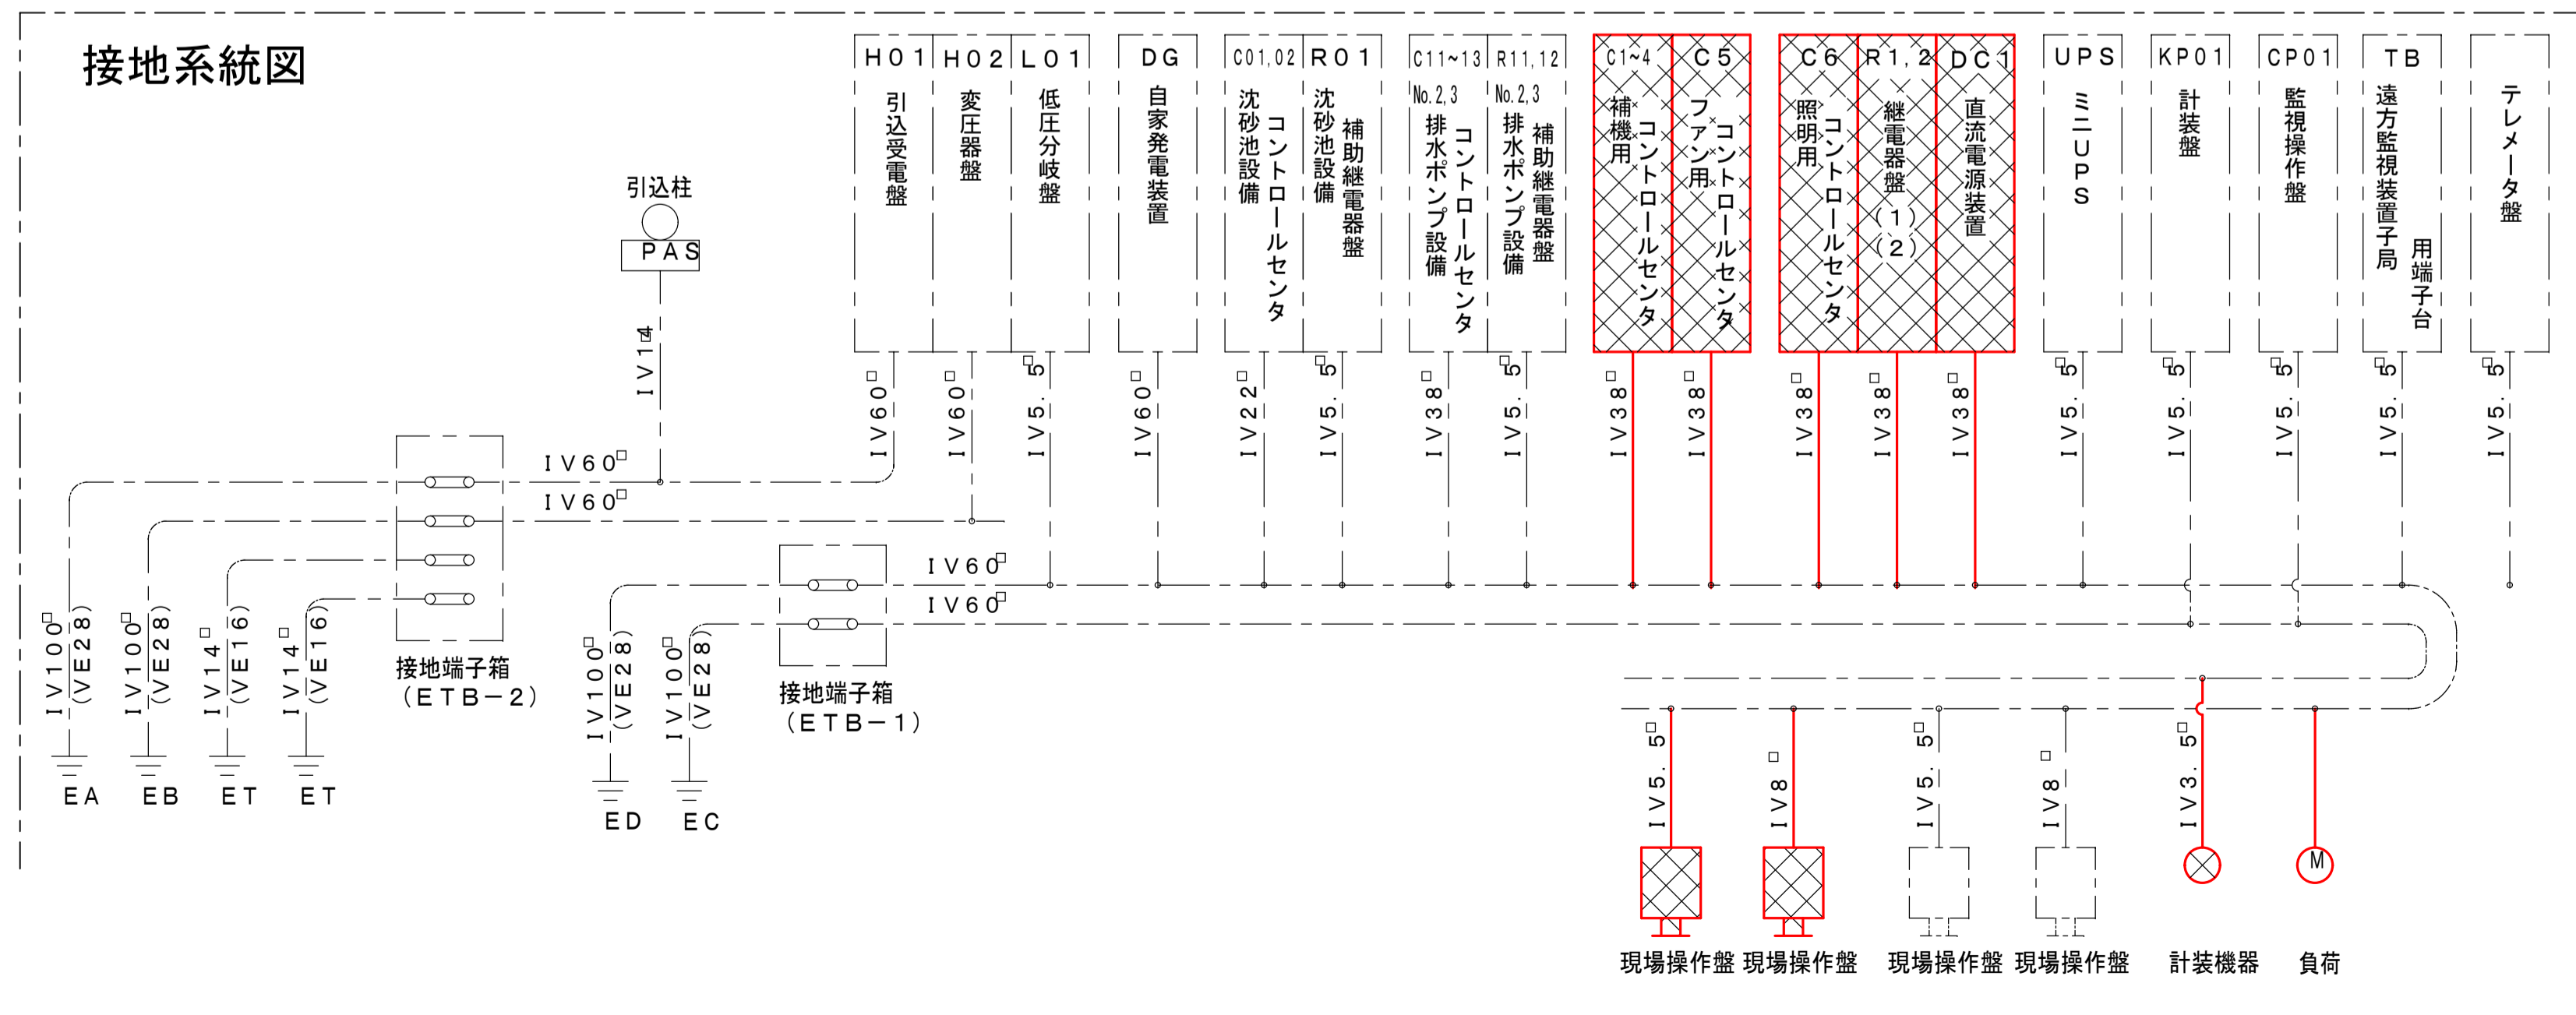 接地系統図
引込柱
PAS
IV14□
H01
引込受電盤
IV60□
H02
変圧器盤
IV60□
L01
低圧分岐盤
IV5.5□
DG
自家発電装置
IV60□
C01,02
沈砂池設備
コントロールセンタ
IV22□
R01
沈砂池設備
補助継電器盤
IV5.5□
C11~13
No.2,3
排水ポンプ設備
コントロールセンタ
IV38□
R11,12
No.2,3
排水ポンプ設備
補助継電器盤
IV5.5□
C1~4
補機用
コントロールセンタ
IV38□
C5
ファン用
コントロールセンタ
IV38□
C6
照明用
コントロールセンタ
IV38□
R1,2
継電器盤
(1)
(2)
IV38□
DC1
直流電源装置
IV38□
UPS
ミニUPS
IV5.5□
KP01
計装盤
IV5.5□
CP01
監視操作盤
IV5.5□
TB
遠方監視装置子局
用端子台
IV5.5□
テレメータ盤
IV5.5□
IV60□
IV60□
IV60□
IV60□
接地端子箱
(ETB-2)
接地端子箱
(ETB-1)
IV100□
(VE28)
EA
IV100□
(VE28)
EB
IV14□
(VE16)
ET
IV14□
(VE16)
ET
IV100□
(VE28)
ED
IV100□
(VE28)
EC
IV5.5□
現場操作盤
IV8□
現場操作盤
IV5.5□
現場操作盤
IV8□
現場操作盤
IV3.5□
計装機器
M
負荷